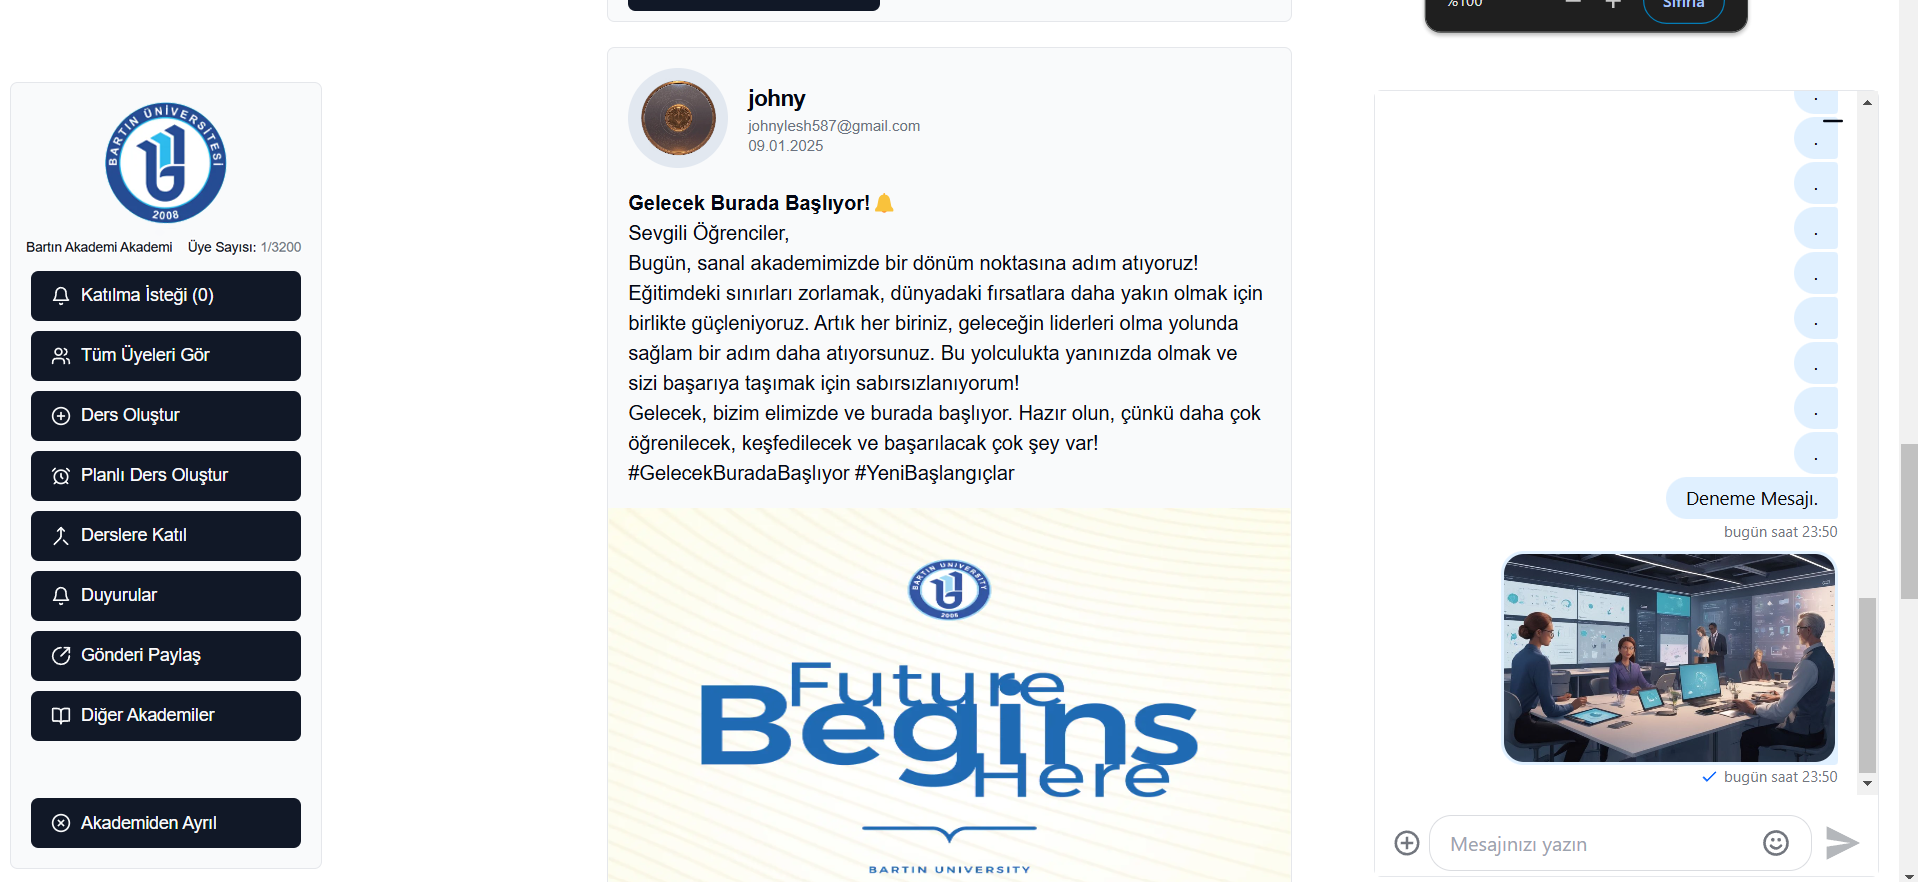 BARTIN ÜNİVERSİTESİ
2008
Bartın Akademi Akademi Üye Sayısı: 1/3200
Katılma İsteği (0)
Tüm Üyeleri Gör
Ders Oluştur
Planlı Ders Oluştur
Derslere Katıl
Duyurular
Gönderi Paylaş
Diğer Akademiler
Akademiden Ayrıl
johny
johnylesh587@gmail.com
09.01.2025
Gelecek Burada Başlıyor!
Sevgili Öğrenciler,
Bugün, sanal akademimizde bir dönüm noktasına adım atıyoruz!
Eğitimdeki sınırları zorlamak, dünyadaki fırsatlara daha yakın olmak için
birlikte güçleniyoruz. Artık her biriniz, geleceğin liderleri olma yolunda
sağlam bir adım daha atıyorsunuz. Bu yolculukta yanınızda olmak ve
sizi başarıya taşımak için sabırsızlanıyorum!
Gelecek, bizim elimizde ve burada başlıyor. Hazır olun, çünkü daha çok
öğrenilecek, keşfedilecek ve başarılacak çok şey var!
#GelecekBuradaBaşlıyor #YeniBaşlangıçlar
BARTIN UNIVERSITY
2008
Future
Begins
Here
BARTIN UNIVERSITY
%100
Sıfırla
.
.
.
.
.
.
.
.
.
Deneme Mesajı.
bugün saat 23:50
bugün saat 23:50
Mesajınızı yazın